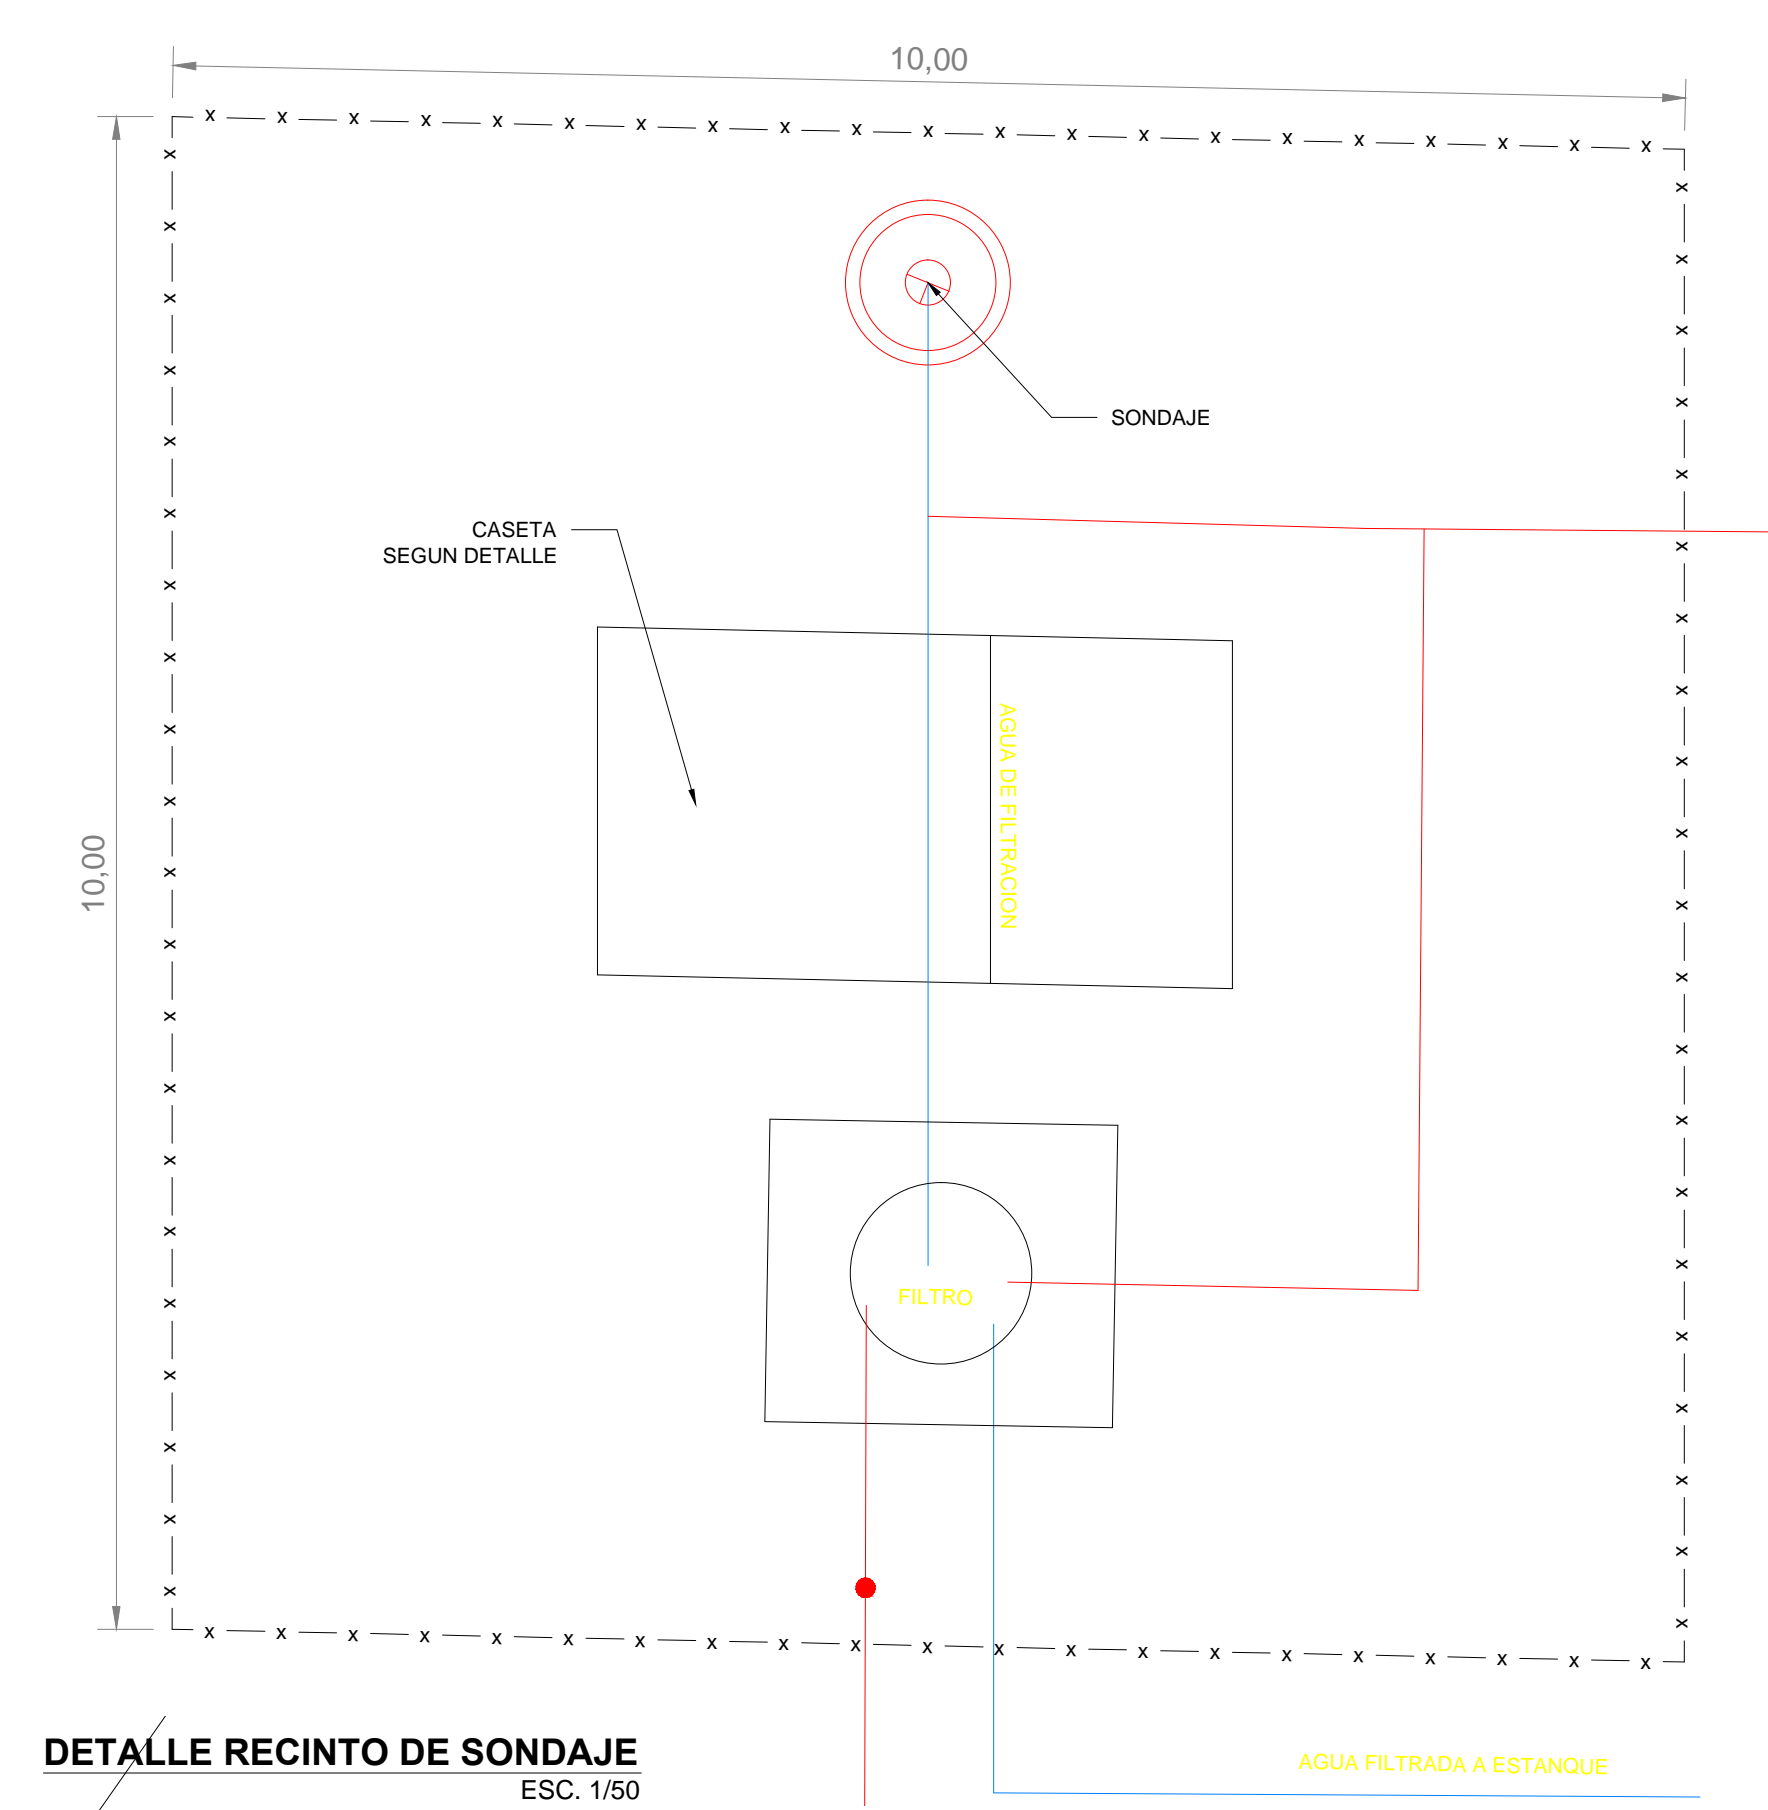 10,00
SONDAJE
CASETA
SEGUN DETALLE
AGUA DE FILTRACION
10,00
FILTRO
DETALLE RECINTO DE SONDAJE
ESC. 1/50
AGUA FILTRADA A ESTANQUE